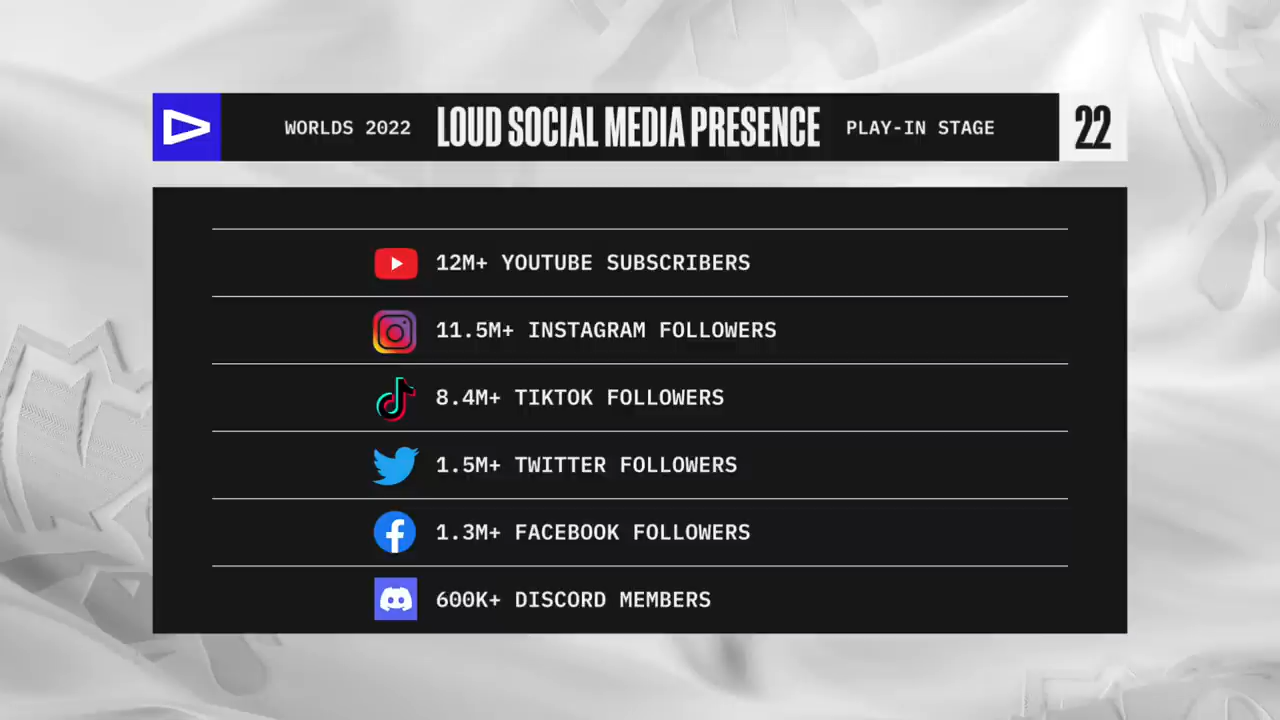 WORLDS 2022 LOUD SOCIAL MEDIA PRESENCE PLAY-IN STAGE 22
12M+ YOUTUBE SUBSCRIBERS
11.5M+ INSTAGRAM FOLLOWERS
8.4M+ TIKTOK FOLLOWERS
1.5M+ TWITTER FOLLOWERS
1.3M+ FACEBOOK FOLLOWERS
600K+ DISCORD MEMBERS